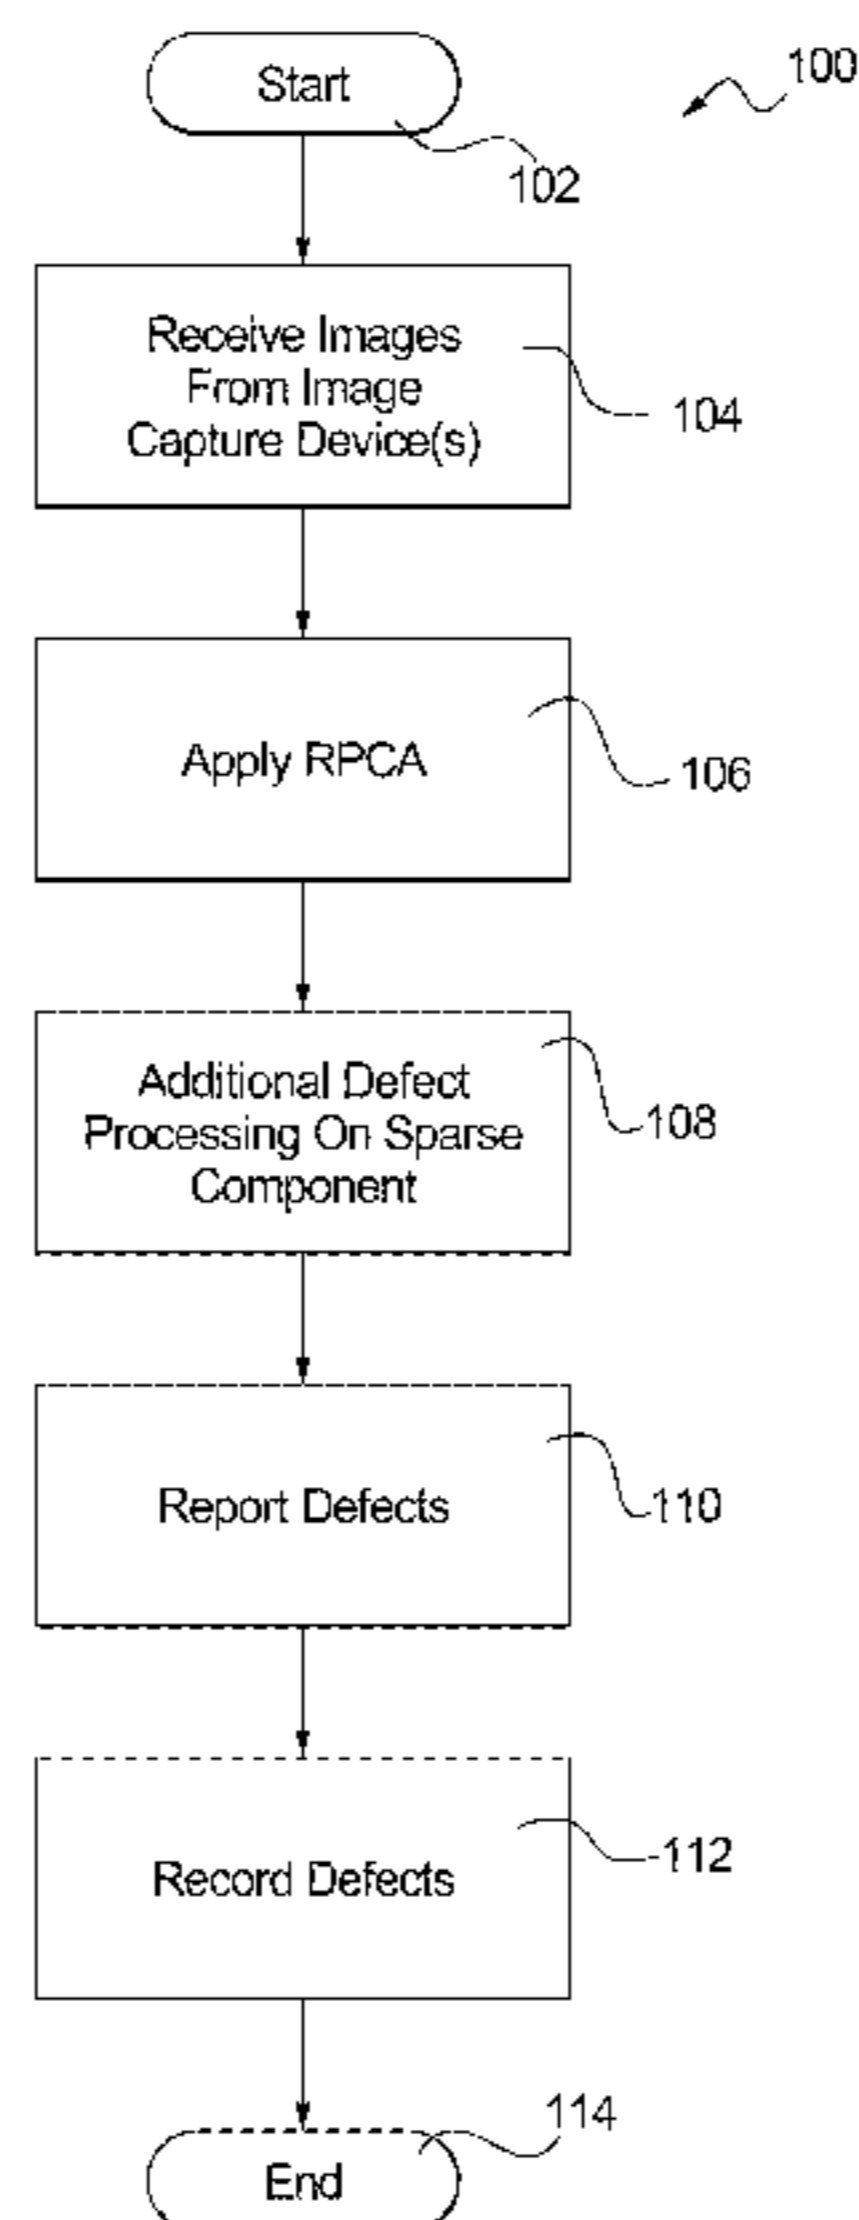 Start
100
102
Receive Images
From Image
Capture Device(s)
104
Apply RPCA
106
Additional Defect
Processing On Sparse
Component
108
Report Defects
110
Record Defects
112
114
End